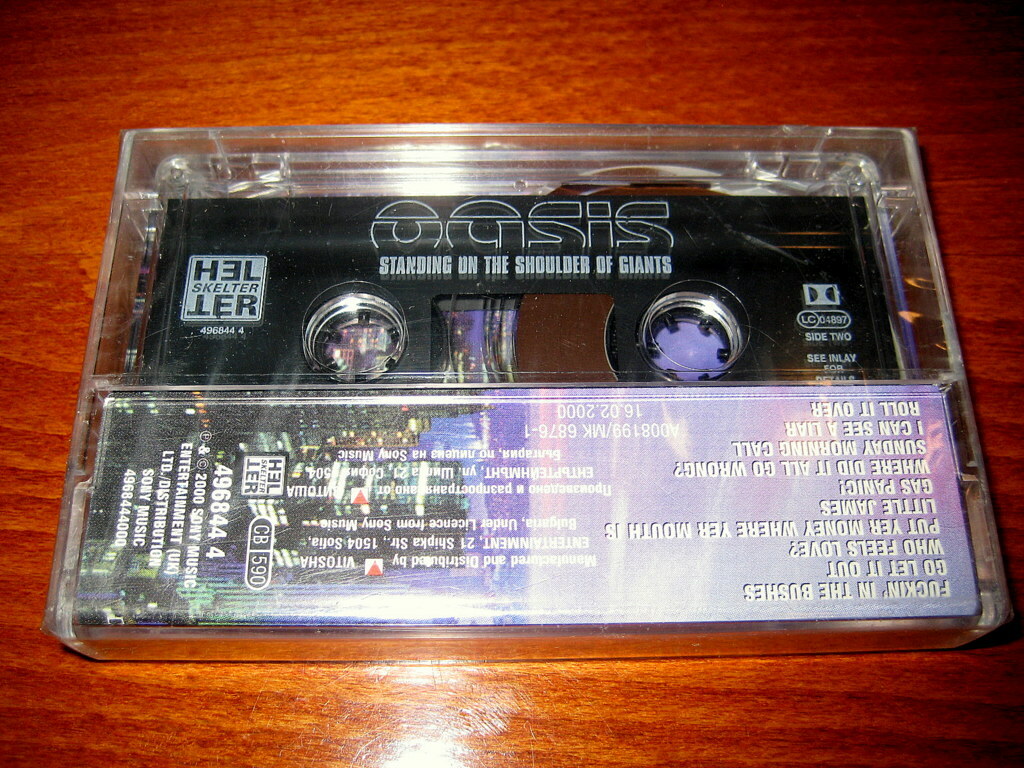 oasis
STANDING ON THE SHOULDER OF GIANTS
HEL
SKELTER
TER
496844 4
LC 04897
SIDE TWO
SEE INLAY
FOR
DETAILS
FUCKIN' IN THE BUSHES
GO LET IT OUT
WHO FEELS LOVE?
PUT YER MONEY WHERE YER MOUTH IS
LITTLE JAMES
GAS PANIC!
WHERE DID IT ALL GO WRONG?
SUNDAY MORNING CALL
I CAN SEE A LIAR
ROLL IT OVER
Manufactured and Distributed by VITOSHA
ENTERTAINMENT, 21 Shipka Str., 1504 Sofia,
Bulgaria, Under Licence from Sony Music
Произведено и разпространявано от ВИТОША
ЕНТЪРТЕЙНМЪНТ, ул. Шипка 21, София 1504
България, по лиценз на Sony Music
A008199/MK 6876-1
16.02.2000
CB 590
HEL
SKELTER
TER
496844 4
℗ & © 2000 SONY MUSIC
ENTERTAINMENT (UK)
LTD./DISTRIBUTION
SONY MUSIC
4968444000